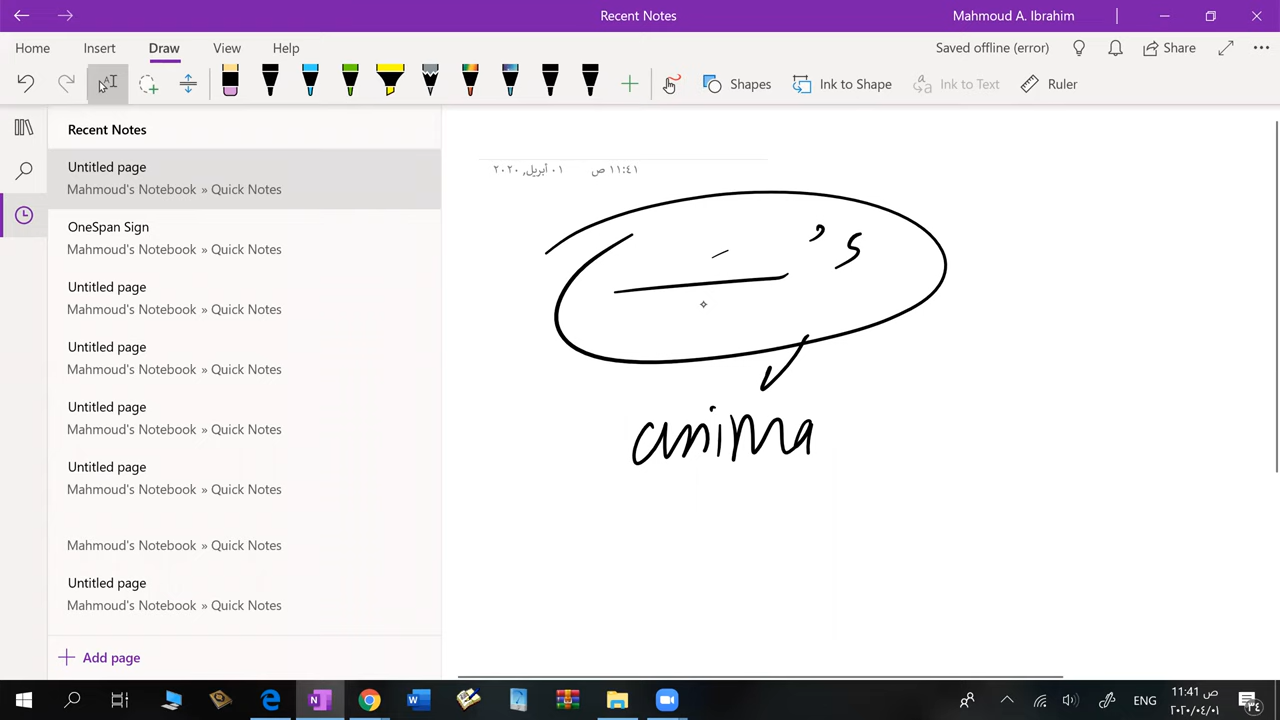 Recent Notes
Mahmoud A. Ibrahim
Home Insert Draw View Help
Saved offline (error)
Share
Shapes
Ink to Shape
Ink to Text
Ruler
Recent Notes
Untitled page
Mahmoud's Notebook » Quick Notes
OneSpan Sign
Mahmoud's Notebook » Quick Notes
Untitled page
Mahmoud's Notebook » Quick Notes
Untitled page
Mahmoud's Notebook » Quick Notes
Untitled page
Mahmoud's Notebook » Quick Notes
Untitled page
Mahmoud's Notebook » Quick Notes
Mahmoud's Notebook » Quick Notes
Untitled page
Mahmoud's Notebook » Quick Notes
Add page
٠١ أبريل, ٢٠٢٠ ١١:٤١ ص
's
anima
ENG
11:41 ص
٢٠٢٠/٠٤/٠١
٣٤